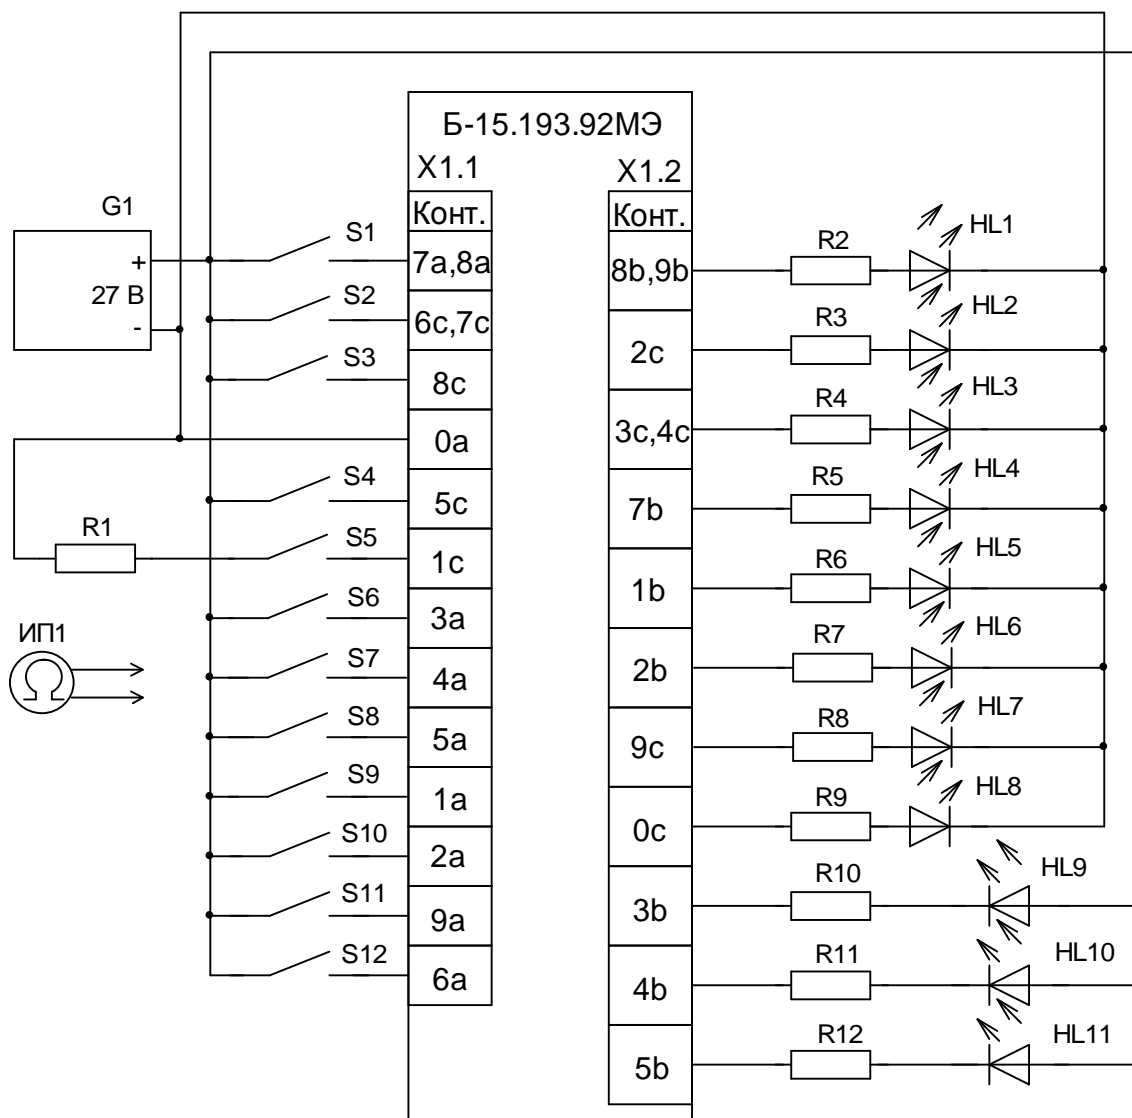 Б-15.193.92МЭ
X1.1
X1.2
G1
+
27 В
-
Конт.
7a,8a
6c,7c
8c
0a
5c
1c
3a
4a
5a
1a
2a
9a
6a
S1
S2
S3
S4
S5
S6
S7
S8
S9
S10
S11
S12
R1
ИП1
Ω
Конт.
8b,9b
2c
3c,4c
7b
1b
2b
9c
0c
3b
4b
5b
R2
R3
R4
R5
R6
R7
R8
R9
R10
R11
R12
HL1
HL2
HL3
HL4
HL5
HL6
HL7
HL8
HL9
HL10
HL11